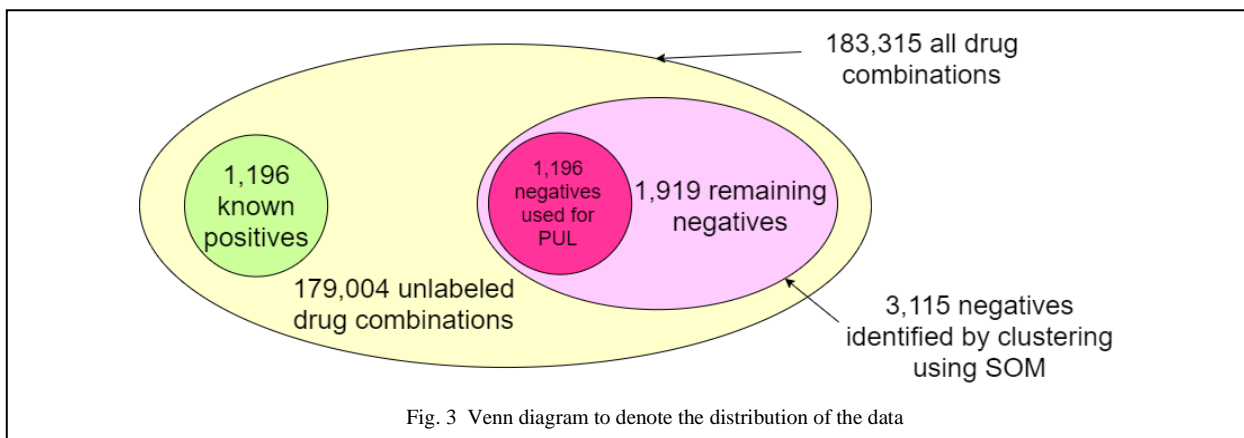 183,315 all drug
combinations
1,196
known
positives
1,196
negatives
used for
PUL
1,919 remaining
negatives
179,004 unlabeled
drug combinations
3,115 negatives
identified by clustering
using SOM
Fig. 3 Venn diagram to denote the distribution of the data